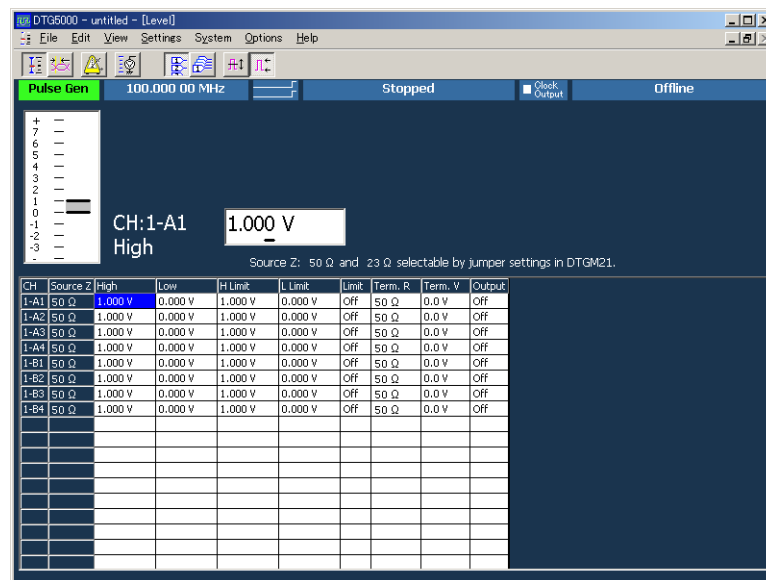 DTG5000 - untitled - [Level]
File Edit View Settings System Options Help
Pulse Gen 100.000 00 MHz Stopped Clock Output Offline
+
7
6
5
4
3
2
1
0
-1
-2
-3
-
CH:1-A1 1.000 V
High
Source Z: 50 Ω and 23 Ω selectable by jumper settings in DTGM21.
CH Source Z High Low H Limit L Limit Limit Term. R Term. V Output
1-A1 50 Ω 1.000 V 0.000 V 1.000 V 0.000 V Off 50 Ω 0.0 V Off
1-A2 50 Ω 1.000 V 0.000 V 1.000 V 0.000 V Off 50 Ω 0.0 V Off
1-A3 50 Ω 1.000 V 0.000 V 1.000 V 0.000 V Off 50 Ω 0.0 V Off
1-A4 50 Ω 1.000 V 0.000 V 1.000 V 0.000 V Off 50 Ω 0.0 V Off
1-B1 50 Ω 1.000 V 0.000 V 1.000 V 0.000 V Off 50 Ω 0.0 V Off
1-B2 50 Ω 1.000 V 0.000 V 1.000 V 0.000 V Off 50 Ω 0.0 V Off
1-B3 50 Ω 1.000 V 0.000 V 1.000 V 0.000 V Off 50 Ω 0.0 V Off
1-B4 50 Ω 1.000 V 0.000 V 1.000 V 0.000 V Off 50 Ω 0.0 V Off